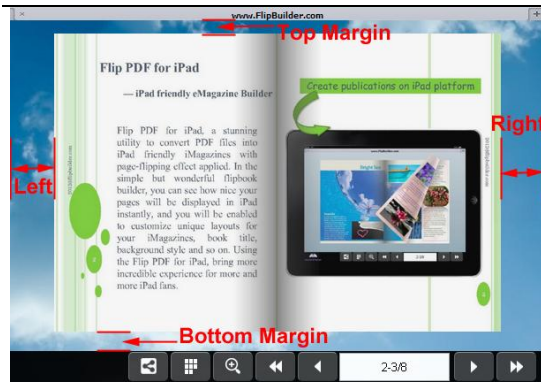 www.FlipBuilder.com
Top Margin
Flip PDF for iPad
— iPad friendly eMagazine Builder
Flip PDF for iPad, a stunning
utility to convert PDF files into
iPad friendly iMagazines with
page-flipping effect applied. In the
simple but wonderful flipbook
builder, you can see how nice your
pages will be displayed in iPad
instantly, and you will be enabled
to customize unique layouts for
your iMagazines, book title,
background style and so on. Using
the Flip PDF for iPad, bring more
incredible experience for more and
more iPad fans.
Left
Create publications on iPad platform
Right
Bottom Margin
2-3/8